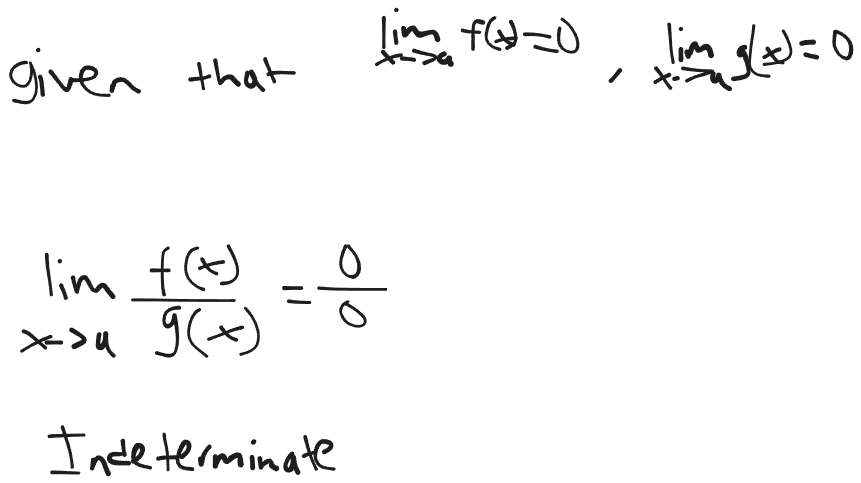 given that lim x->a f(x)=0 , lim x->a g(x)=0
lim x->a f(x)/g(x) = 0/0
Indeterminate